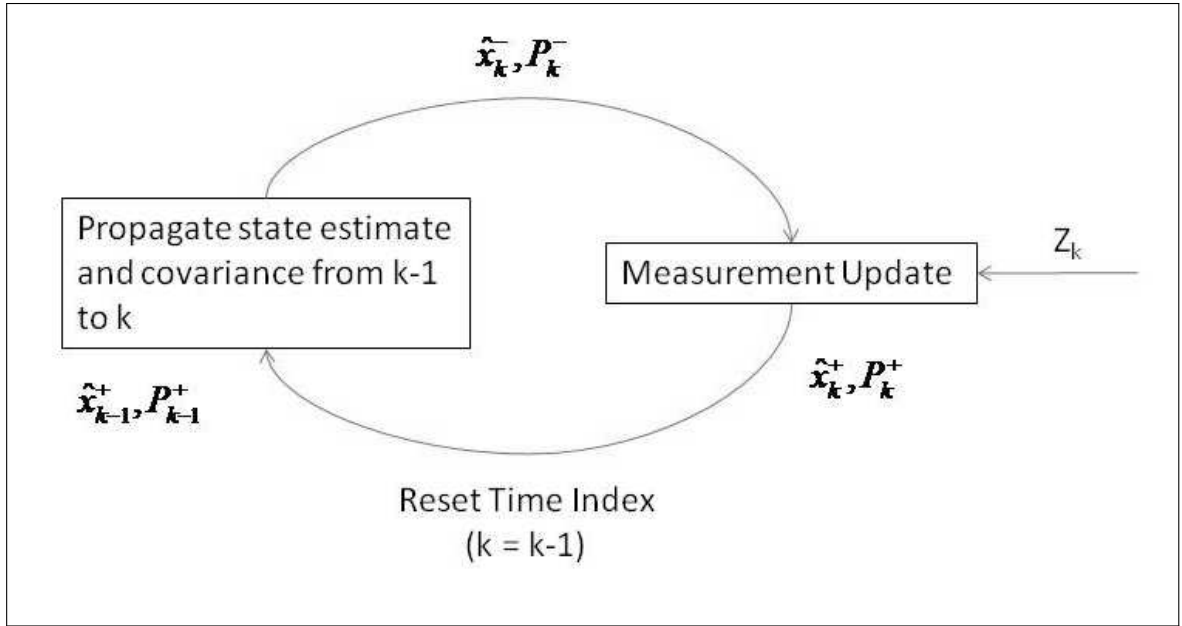 x̂ₖ⁻, Pₖ⁻
Propagate state estimate
and covariance from k-1
to k
Measurement Update
Zₖ
x̂ₖ₋₁⁺, Pₖ₋₁⁺
x̂ₖ⁺, Pₖ⁺
Reset Time Index
(k = k-1)